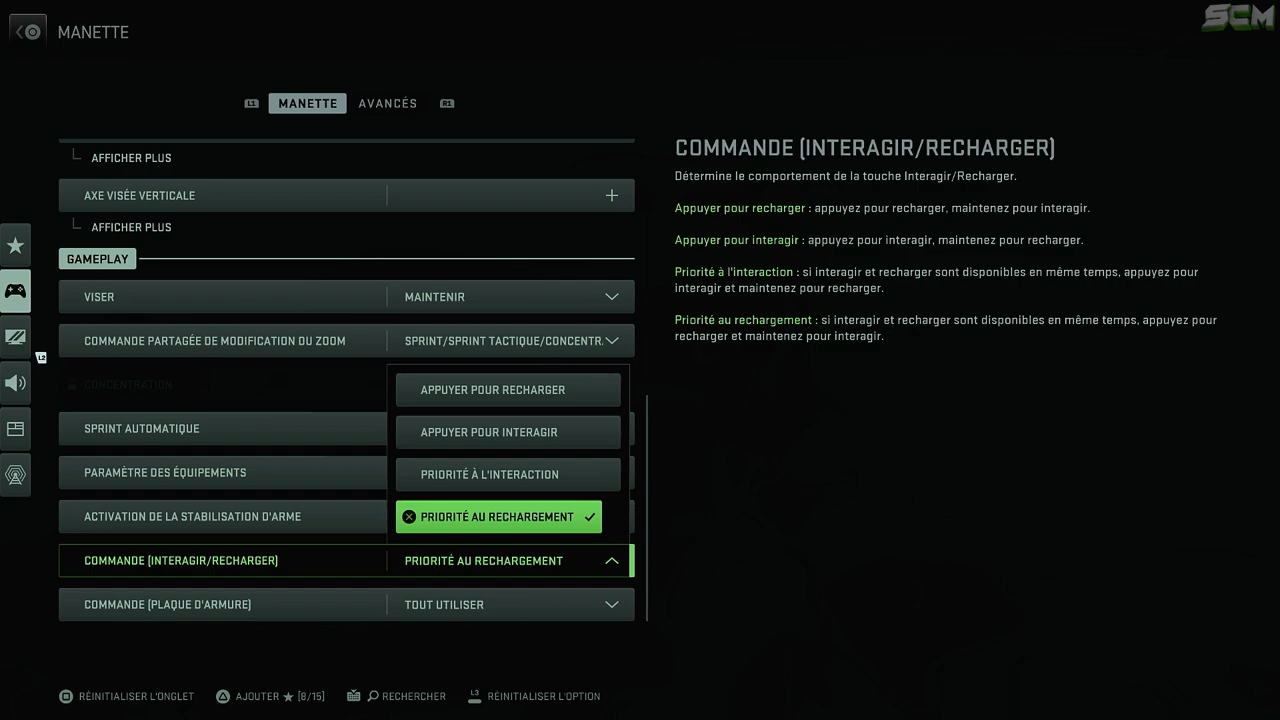 MANETTE
SCM
L1 MANETTE AVANCÉS R1
AFFICHER PLUS
AXE VISÉE VERTICALE
AFFICHER PLUS
GAMEPLAY
VISER MAINTENIR
COMMANDE PARTAGÉE DE MODIFICATION DU ZOOM SPRINT/SPRINT TACTIQUE/CONCENTR.
L2
CONCENTRATION
APPUYER POUR RECHARGER
SPRINT AUTOMATIQUE
APPUYER POUR INTERAGIR
PARAMÈTRE DES ÉQUIPEMENTS
PRIORITÉ À L'INTERACTION
ACTIVATION DE LA STABILISATION D'ARME
PRIORITÉ AU RECHARGEMENT
COMMANDE (INTERAGIR/RECHARGER) PRIORITÉ AU RECHARGEMENT
COMMANDE (PLAQUE D'ARMURE) TOUT UTILISER
COMMANDE (INTERAGIR/RECHARGER)
Détermine le comportement de la touche Interagir/Recharger.
Appuyer pour recharger : appuyez pour recharger, maintenez pour interagir.
Appuyer pour interagir : appuyez pour interagir, maintenez pour recharger.
Priorité à l'interaction : si interagir et recharger sont disponibles en même temps, appuyez pour
interagir et maintenez pour recharger.
Priorité au rechargement : si interagir et recharger sont disponibles en même temps, appuyez pour
recharger et maintenez pour interagir.
RÉINITIALISER L'ONGLET AJOUTER ★ [8/15] RECHERCHER L3 RÉINITIALISER L'OPTION